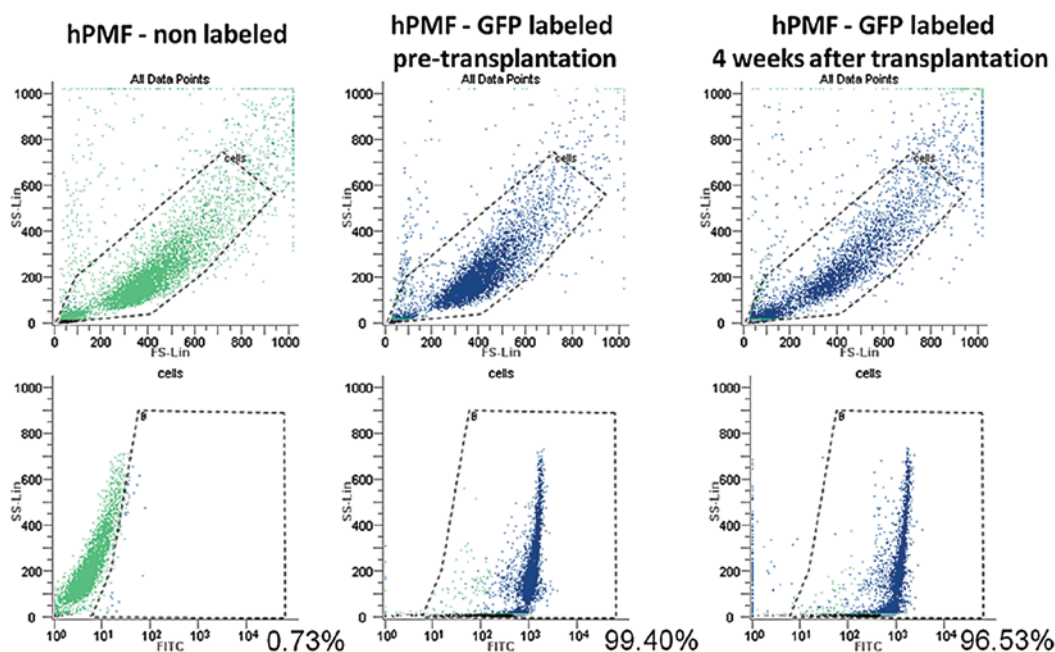 hPMF - non labeled
hPMF - GFP labeled
pre-transplantation
hPMF - GFP labeled
4 weeks after transplantation
All Data Points
All Data Points
All Data Points
SS-Lin
1000
800
600
400
200
0
cells
200
400
600
800
1000
FS-Lin
SS-Lin
1000
800
600
400
200
0
cells
200
400
600
800
1000
FS-Lin
SS-Lin
1000
800
600
400
200
0
cells
200
400
600
800
1000
FS-Lin
cells
cells
cells
SS-Lin
1000
800
600
400
200
0
B
10⁰
10¹
10²
10³
10⁴
FITC
0.73%
SS-Lin
1000
800
600
400
200
0
B
10⁰
10¹
10²
10³
10⁴
FITC
99.40%
SS-Lin
1000
800
600
400
200
0
B
10⁰
10¹
10²
10³
10⁴
FITC
96.53%